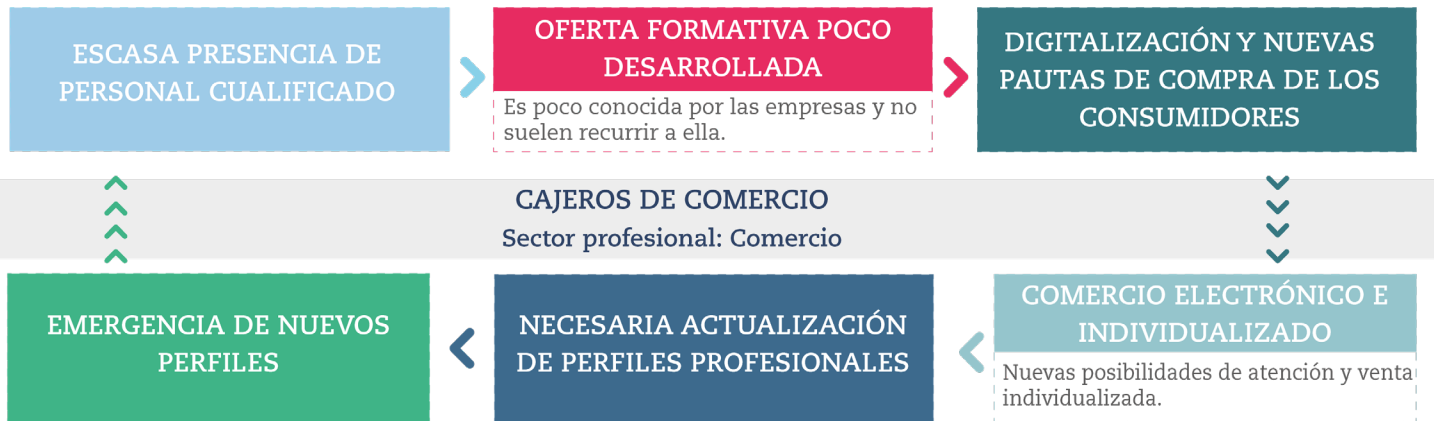 ESCASA PRESENCIA DE
PERSONAL CUALIFICADO
OFERTA FORMATIVA POCO
DESARROLLADA
Es poco conocida por las empresas y no
suelen recurrir a ella.
DIGITALIZACIÓN Y NUEVAS
PAUTAS DE COMPRA DE LOS
CONSUMIDORES
CAJEROS DE COMERCIO
Sector profesional: Comercio
EMERGENCIA DE NUEVOS
PERFILES
NECESARIA ACTUALIZACIÓN
DE PERFILES PROFESIONALES
COMERCIO ELECTRÓNICO E
INDIVIDUALIZADO
Nuevas posibilidades de atención y venta
individualizada.